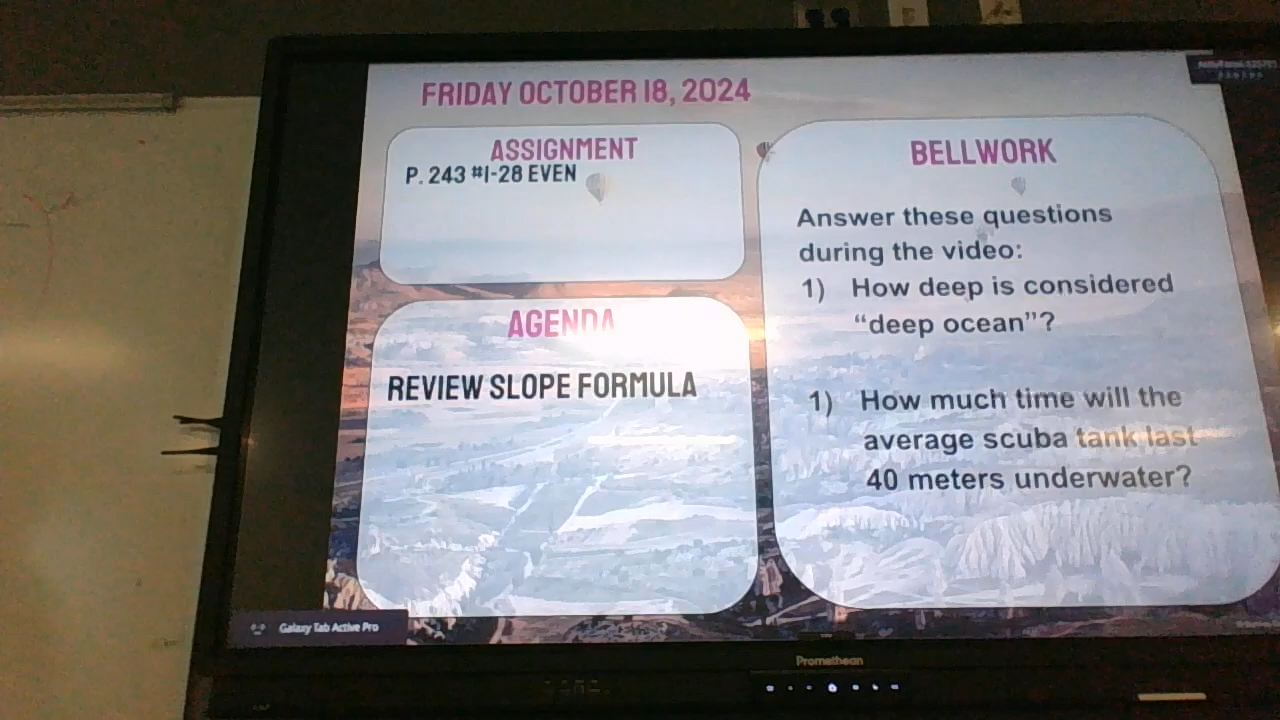 FRIDAY OCTOBER 18, 2024
ASSIGNMENT
P. 243 #1-28 EVEN
AGENDA
REVIEW SLOPE FORMULA
BELLWORK
Answer these questions
during the video:
1) How deep is considered
“deep ocean”?
1) How much time will the
average scuba tank last
40 meters underwater?
Galaxy Tab Active Pro
Promethean